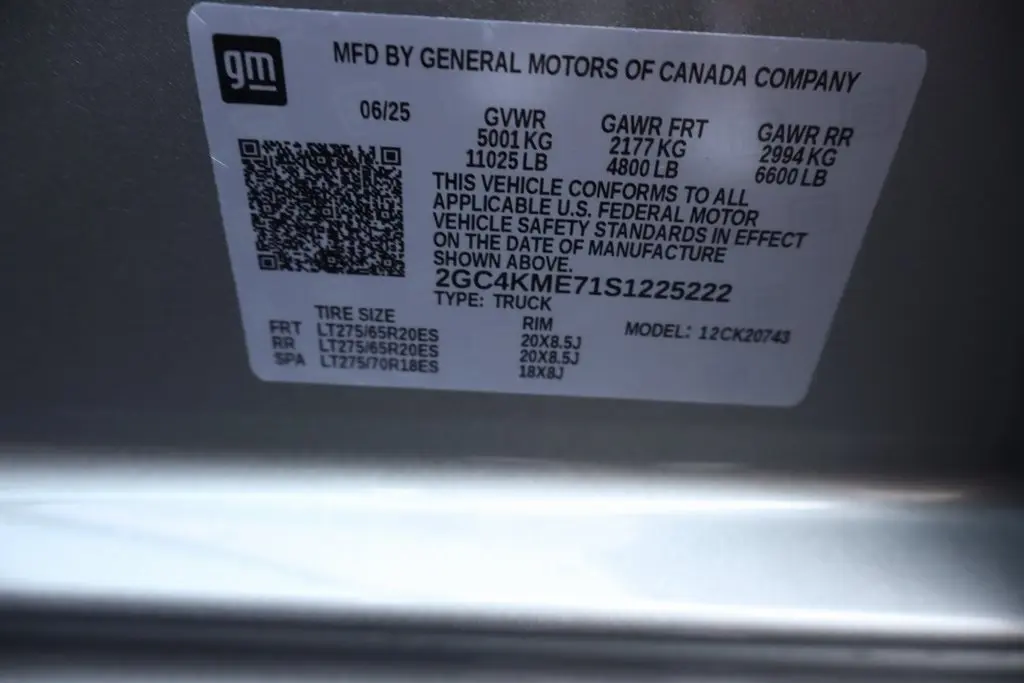 gm
MFD BY GENERAL MOTORS OF CANADA COMPANY
06/25
GVWR GAWR FRT GAWR RR
5001 KG 2177 KG 2994 KG
11025 LB 4800 LB 6600 LB
THIS VEHICLE CONFORMS TO ALL
APPLICABLE U.S. FEDERAL MOTOR
VEHICLE SAFETY STANDARDS IN EFFECT
ON THE DATE OF MANUFACTURE
SHOWN ABOVE.
2GC4KME71S1225222
TYPE: TRUCK
TIRE SIZE RIM MODEL: 12CK20743
FRT LT275/65R20ES 20X8.5J
RR LT275/65R20ES 20X8.5J
SPA LT275/70R18ES 18X8J